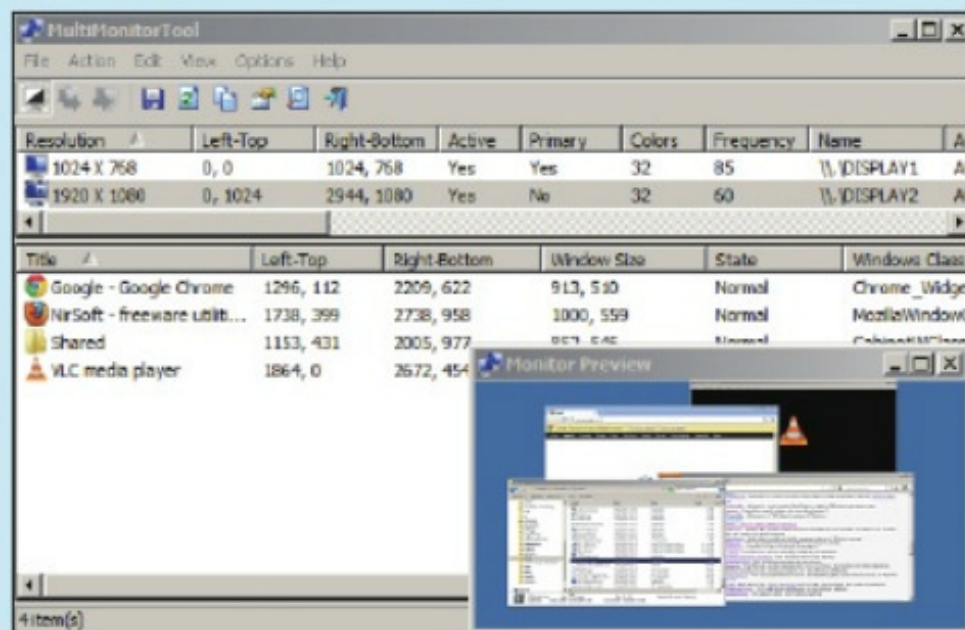 MultiMonitorTool
File Action Edit View Options Help
Resolution Left-Top Right-Bottom Active Primary Colors Frequency Name A
1024 X 768 0, 0 1024, 768 Yes Yes 32 85 \\.\DISPLAY1 A
1920 X 1080 0, 1024 2944, 1080 Yes No 32 60 \\.\DISPLAY2 A
Title Left-Top Right-Bottom Window Size State Windows Class
Google - Google Chrome 1296, 112 2209, 622 913, 510 Normal Chrome_Widge
NirSoft - freeware utiliti... 1738, 399 2738, 958 1000, 559 Normal MozillaWindow
Shared 1153, 431 2005, 977 Normal
VLC media player 1864, 0 2672, 454
Monitor Preview
4 item(s)